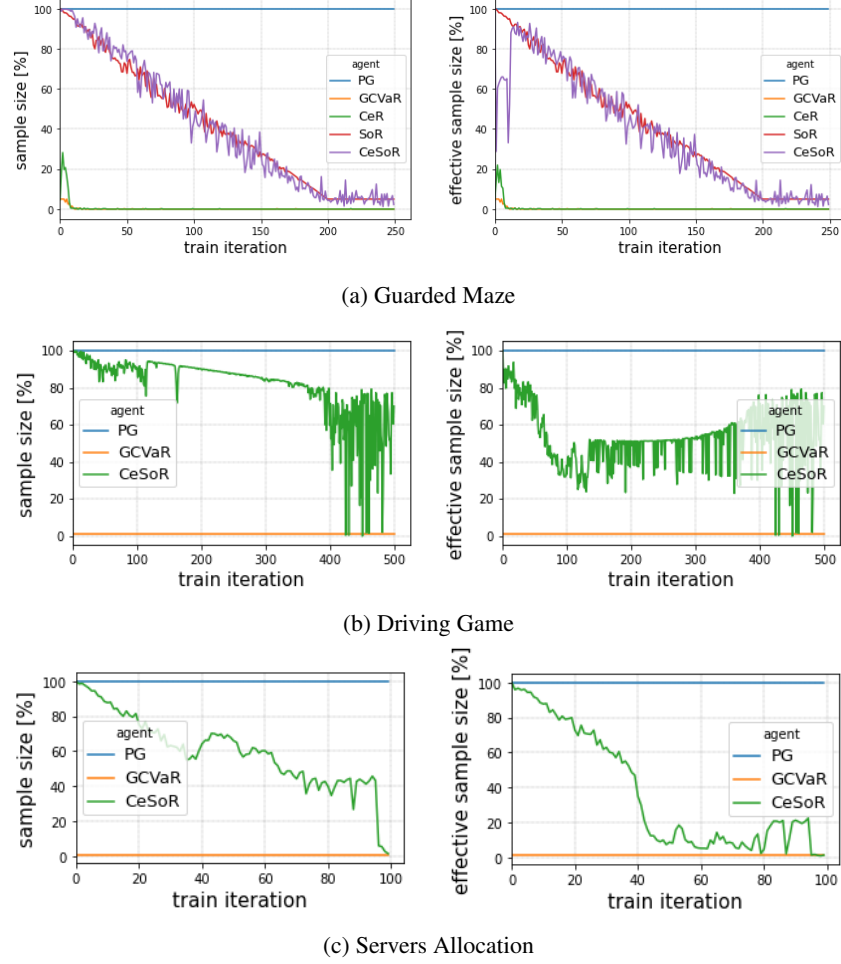 sample size [%]
100
80
60
40
20
0
agent
PG
GCVaR
CeR
SoR
CeSoR
0 50 100 150 200 250
train iteration
effective sample size [%]
100
80
60
40
20
0
agent
PG
GCVaR
CeR
SoR
CeSoR
0 50 100 150 200 250
train iteration
(a) Guarded Maze
sample size [%]
100
80
60
40
20
0
agent
PG
GCVaR
CeSoR
0 100 200 300 400 500
train iteration
effective sample size [%]
100
80
60
40
20
0
agent
PG
GCVaR
CeSoR
0 100 200 300 400 500
train iteration
(b) Driving Game
sample size [%]
100
80
60
40
20
0
agent
PG
GCVaR
CeSoR
0 20 40 60 80 100
train iteration
effective sample size [%]
100
80
60
40
20
0
agent
PG
GCVaR
CeSoR
0 20 40 60 80 100
train iteration
(c) Servers Allocation